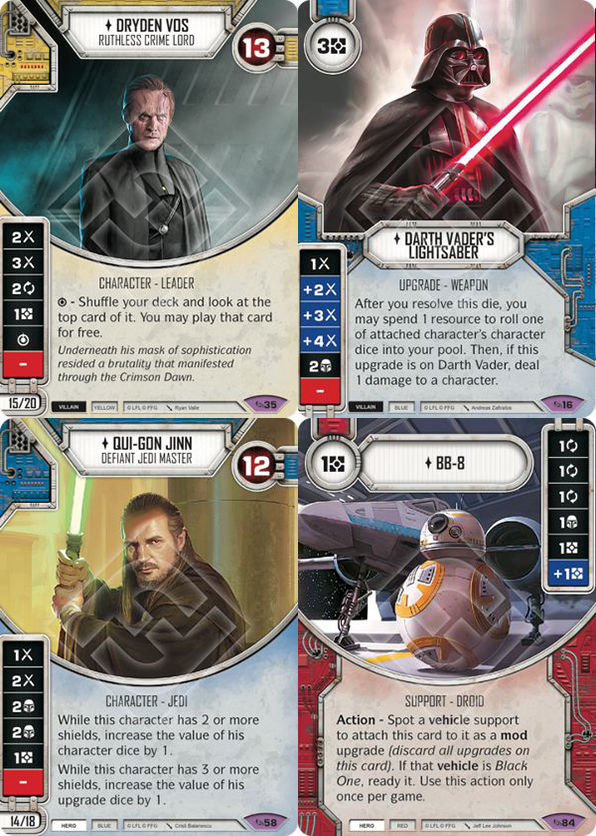 DRYDEN VOS
RUTHLESS CRIME LORD
13
2
3
2
1
-
15/20
CHARACTER - LEADER
- Shuffle your deck and look at the
top card of it. You may play that card
for free.
Underneath his mask of sophistication
resided a brutality that manifested
through the Crimson Dawn.
VILLAIN YELLOW © LFL © FFG Ryan Valle 35
3
DARTH VADER'S
LIGHTSABER
1
+2
+3
+4
2
-
UPGRADE - WEAPON
After you resolve this die, you
may spend 1 resource to roll one
of attached character's character
dice into your pool. Then, if this
upgrade is on Darth Vader, deal
1 damage to a character.
VILLAIN BLUE © LFL © FFG Andreas Zafiratos 16
QUI-GON JINN
DEFIANT JEDI MASTER
12
1
2
2
2
1
-
14/18
CHARACTER - JEDI
While this character has 2 or more
shields, increase the value of his
character dice by 1.
While this character has 3 or more
shields, increase the value of his
upgrade dice by 1.
HERO BLUE © LFL © FFG Cristi Balanescu 58
1
BB-8
1
1
1
1
1
+1
SUPPORT - DROID
Action - Spot a vehicle support
to attach this card to it as a mod
upgrade (discard all upgrades on
this card). If that vehicle is Black
One, ready it. Use this action only
once per game.
HERO RED © LFL © FFG Jeff Lee Johnson 84